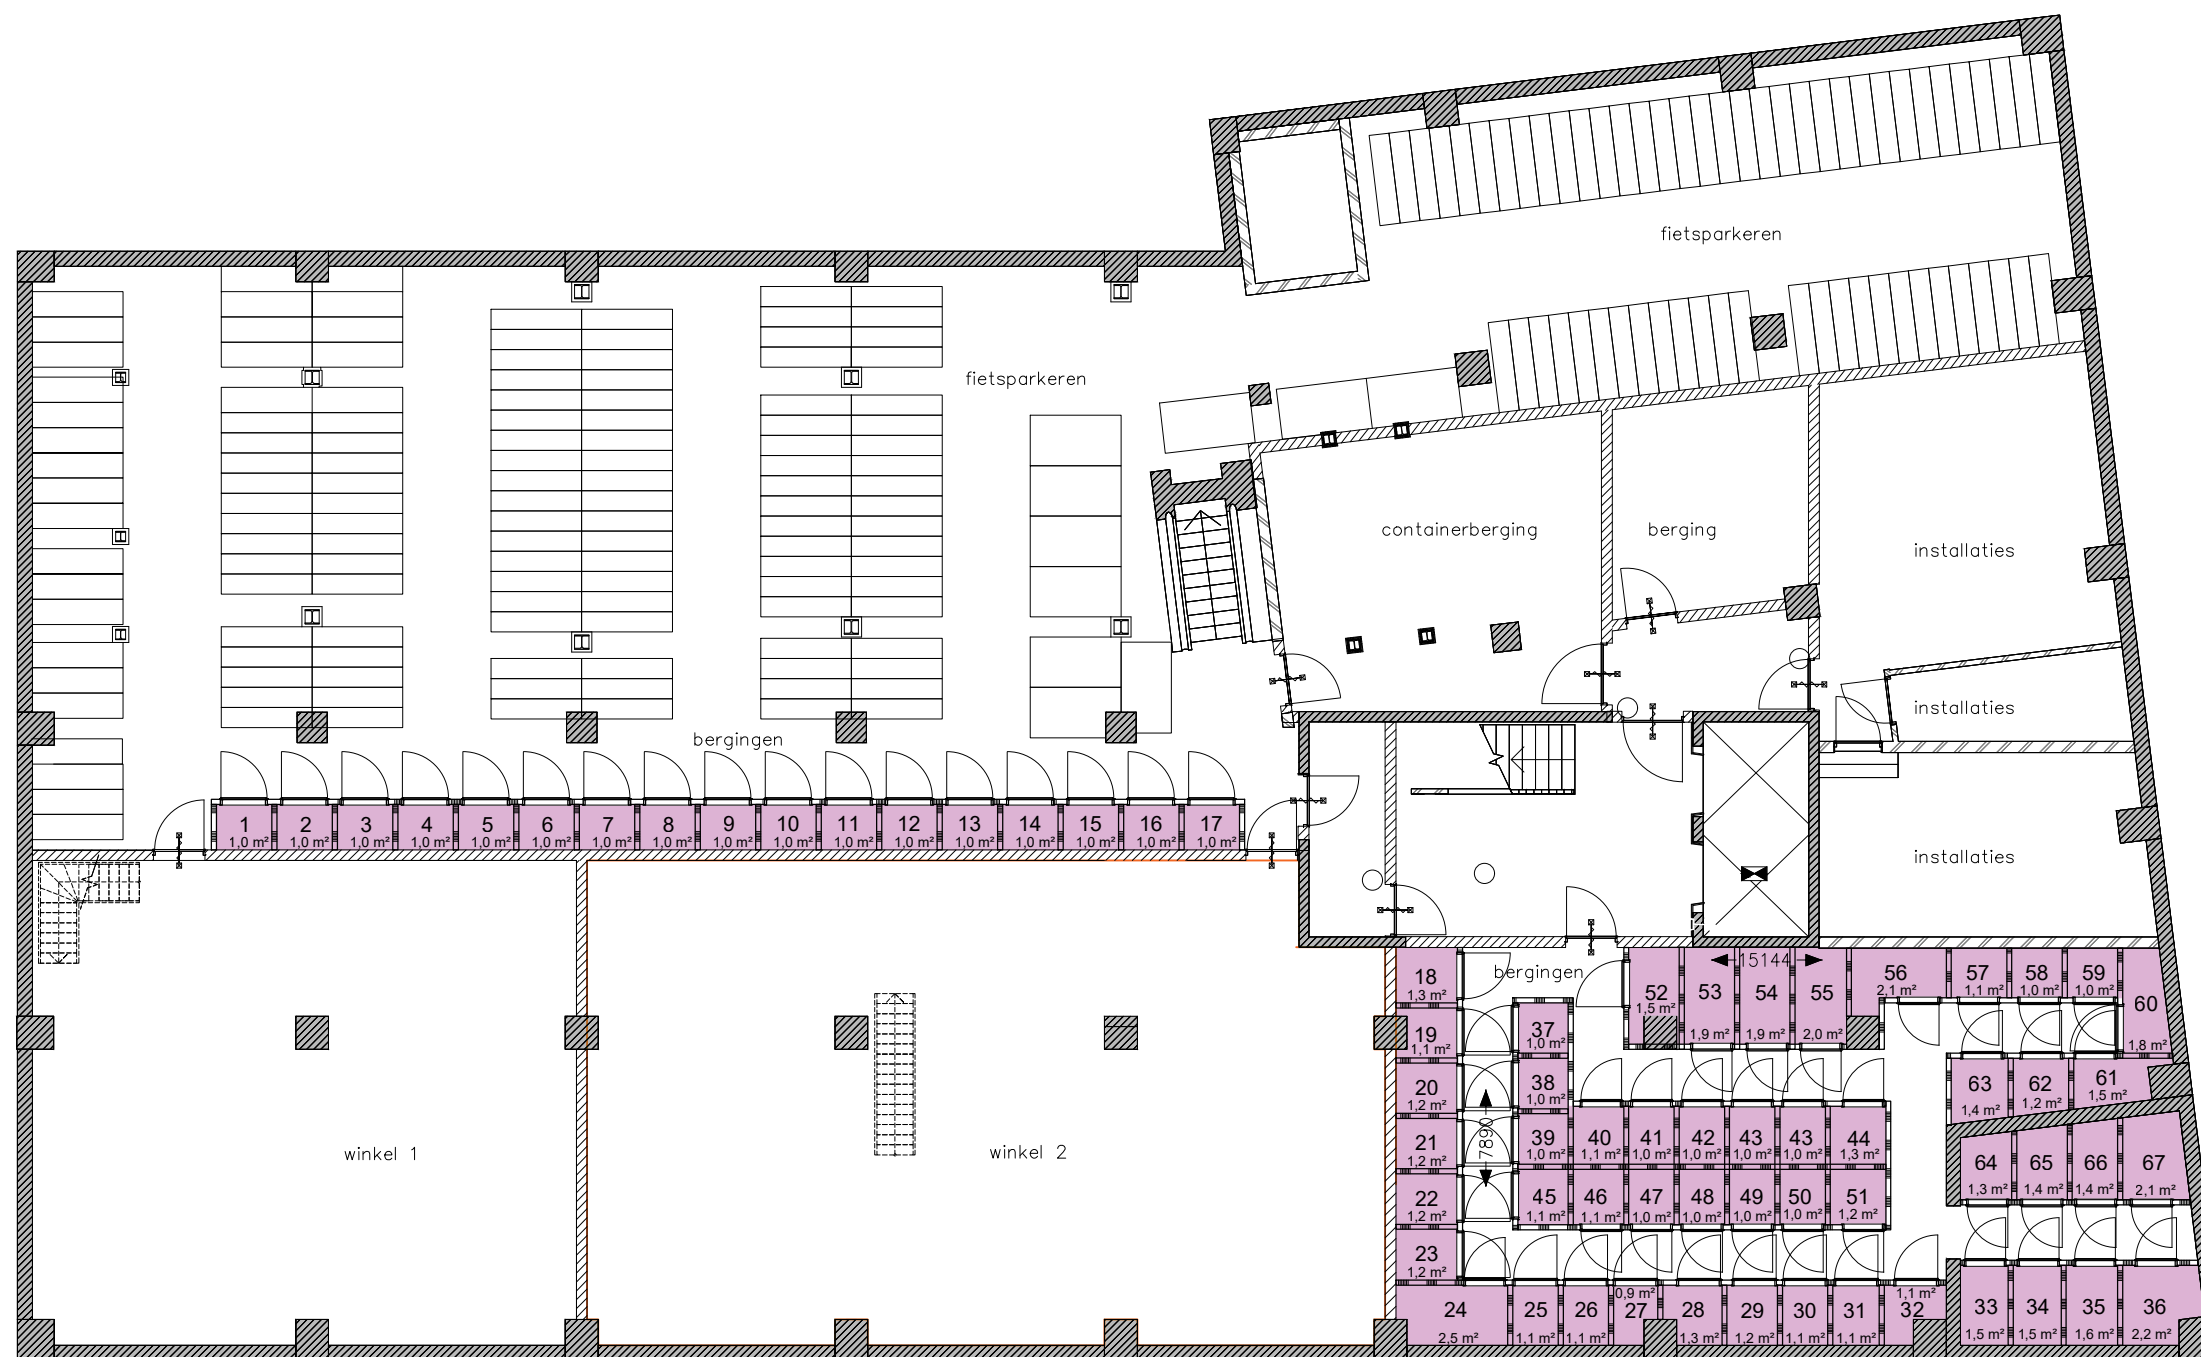 fietsparkeren
fietsparkeren
containerberging
berging
installaties
installaties
installaties
bergingen
1 2 3 4 5 6 7 8 9 10 11 12 13 14 15 16 17
1,0 m² 1,0 m² 1,0 m² 1,0 m² 1,0 m² 1,0 m² 1,0 m² 1,0 m² 1,0 m² 1,0 m² 1,0 m² 1,0 m² 1,0 m² 1,0 m² 1,0 m² 1,0 m² 1,0 m²
winkel 1
winkel 2
bergingen
15144
7890
18
1,3 m²
19
1,1 m²
20
1,2 m²
21
1,2 m²
22
1,2 m²
23
1,2 m²
37
1,0 m²
38
1,0 m²
52 53 54 55
1,5 m² 1,9 m² 1,9 m² 2,0 m²
56 57 58 59 60
2,1 m² 1,1 m² 1,0 m² 1,0 m² 1,8 m²
63 62 61
1,4 m² 1,2 m² 1,5 m²
39 40 41 42 43 43 44
1,0 m² 1,1 m² 1,0 m² 1,0 m² 1,0 m² 1,0 m² 1,3 m²
45 46 47 48 49 50 51
1,1 m² 1,1 m² 1,0 m² 1,0 m² 1,0 m² 1,0 m² 1,2 m²
64 65 66 67
1,3 m² 1,4 m² 1,4 m² 2,1 m²
24 25 26 27 28 29 30 31 32
2,5 m² 1,1 m² 1,1 m² 0,9 m² 1,3 m² 1,2 m² 1,1 m² 1,1 m² 1,1 m²
33 34 35 36
1,5 m² 1,5 m² 1,6 m² 2,2 m²